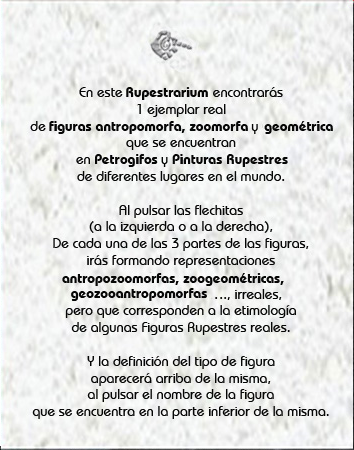 En este Rupestrarium encontrarás
1 ejemplar real
de figuras antropomorfa, zoomorfa y geométrica
que se encuentran
en Petrogifos y Pinturas Rupestres
de diferentes lugares en el mundo.
Al pulsar las flechitas
(a la izquierda o a la derecha),
De cada una de las 3 partes de las figuras,
irás formando representaciones
antropozoomorfas, zoogeométricas,
geozooantropomorfas ..., irreales,
pero que corresponden a la etimología
de algunas Figuras Rupestres reales.
Y la definición del tipo de figura
aparecerá arriba de la misma,
al pulsar el nombre de la figura
que se encuentra en la parte inferior de la misma.